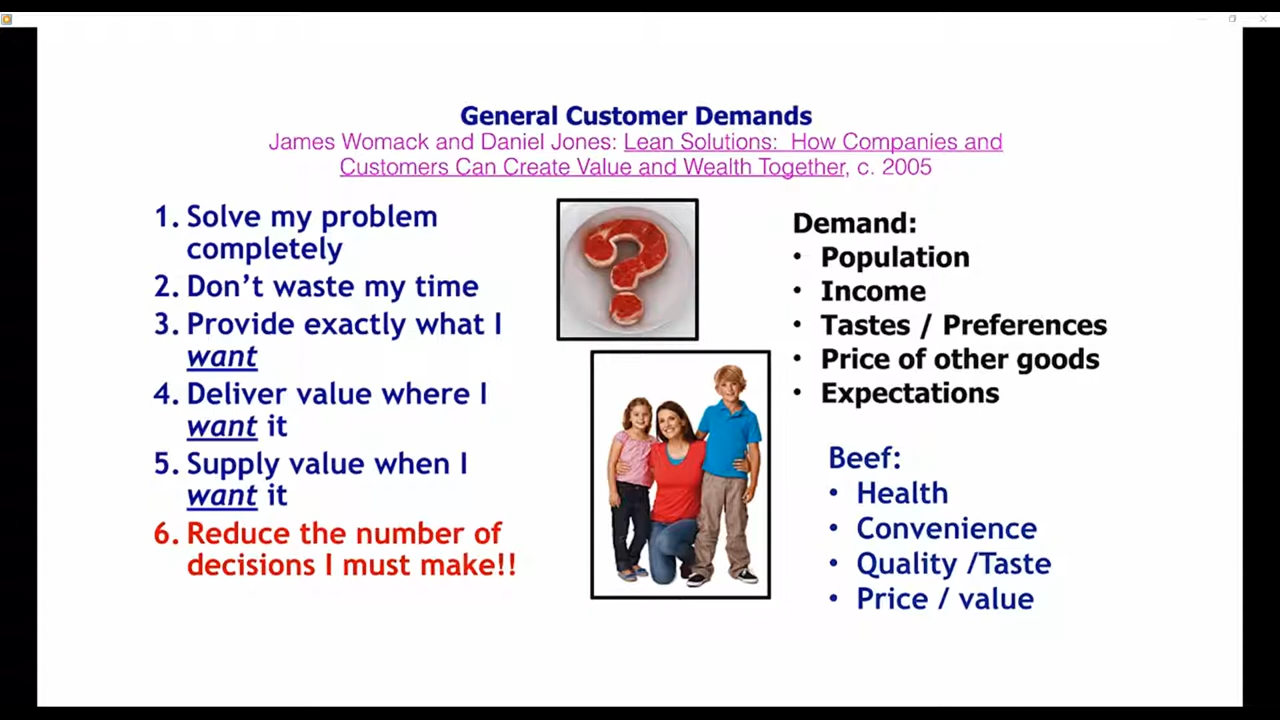 General Customer Demands
James Womack and Daniel Jones: Lean Solutions:  How Companies and
Customers Can Create Value and Wealth Together, c. 2005
1. Solve my problem
completely
2. Don’t waste my time
3. Provide exactly what I
want
4. Deliver value where I
want it
5. Supply value when I
want it
6. Reduce the number of
decisions I must make!!
Demand:
• Population
• Income
• Tastes / Preferences
• Price of other goods
• Expectations
Beef:
• Health
• Convenience
• Quality /Taste
• Price / value